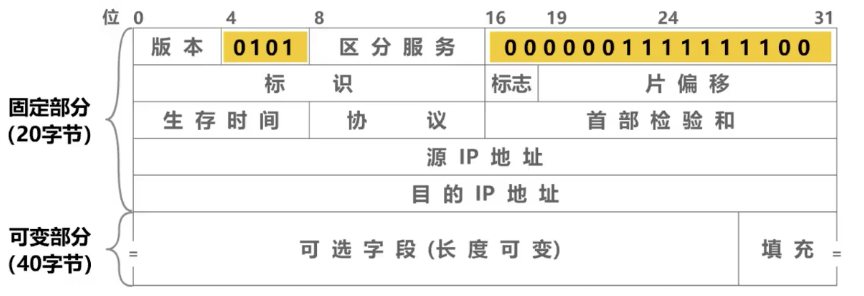 位 0 4 8 16 19 24 31
版本 0101 区分服务 0000001111111100
标识 标志 片偏移
固定部分
(20字节)
生存时间 协议 首部检验和
源 IP 地址
目的 IP 地址
可变部分
(40字节)
可选字段 (长度可变) 填充